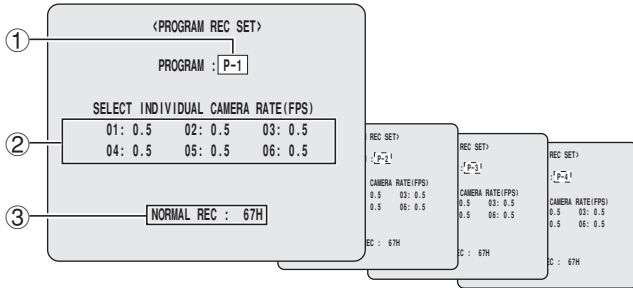 ①
<PROGRAM REC SET>
PROGRAM : P-1
SELECT INDIVIDUAL CAMERA RATE(FPS)
②
01: 0.5 02: 0.5 03: 0.5
04: 0.5 05: 0.5 06: 0.5
③
NORMAL REC : 67H
REC SET>
: P-2
CAMERA RATE(FPS)
0.5 03: 0.5
0.5 06: 0.5
EC : 67H
REC SET>
: P-3
CAMERA RATE(FPS)
0.5 03: 0.5
0.5 06: 0.5
EC : 67H
REC SET>
: P-4
CAMERA RATE(FPS)
0.5 03: 0.5
0.5 06: 0.5
EC : 67H